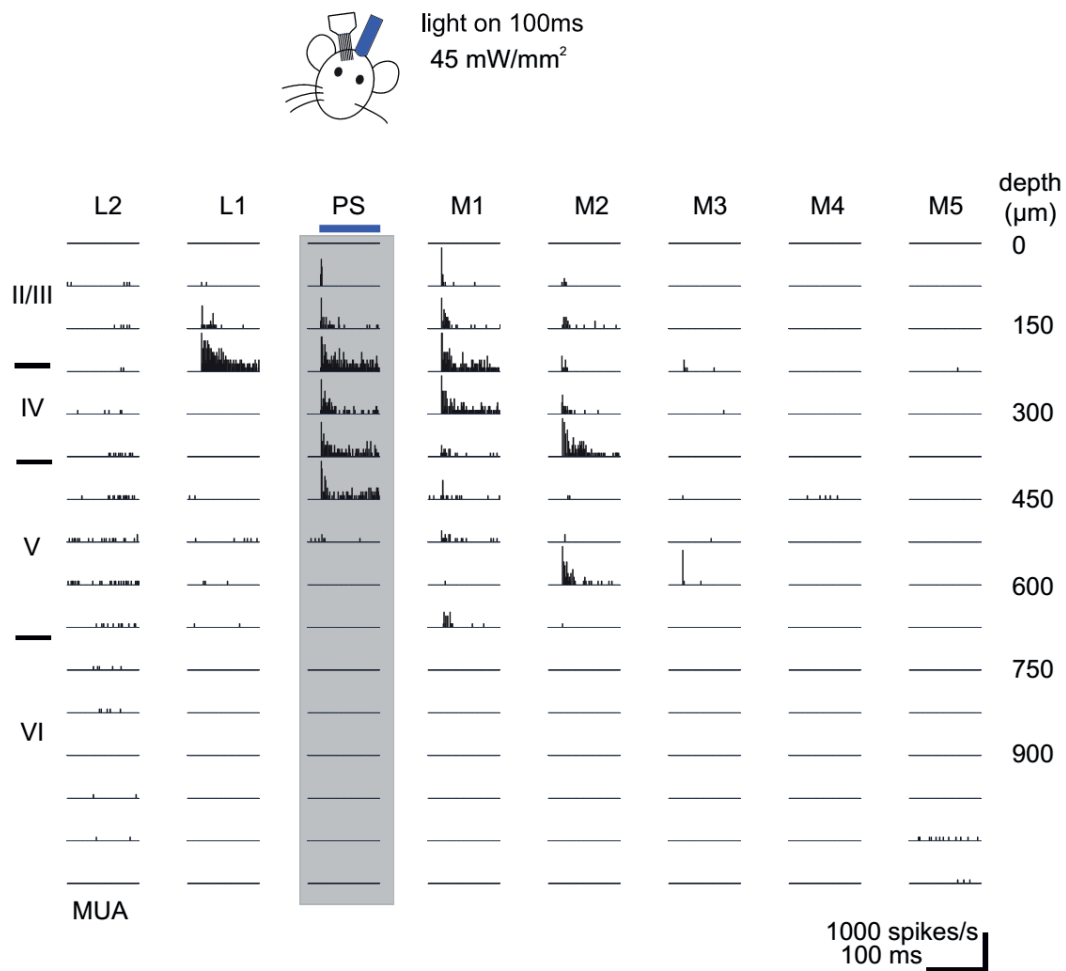 light on 100ms
45 mW/mm²
L2 L1 PS M1 M2 M3 M4 M5
depth
(µm)
0
II/III
150
IV
300
450
V
600
750
VI
900
MUA
1000 spikes/s
100 ms